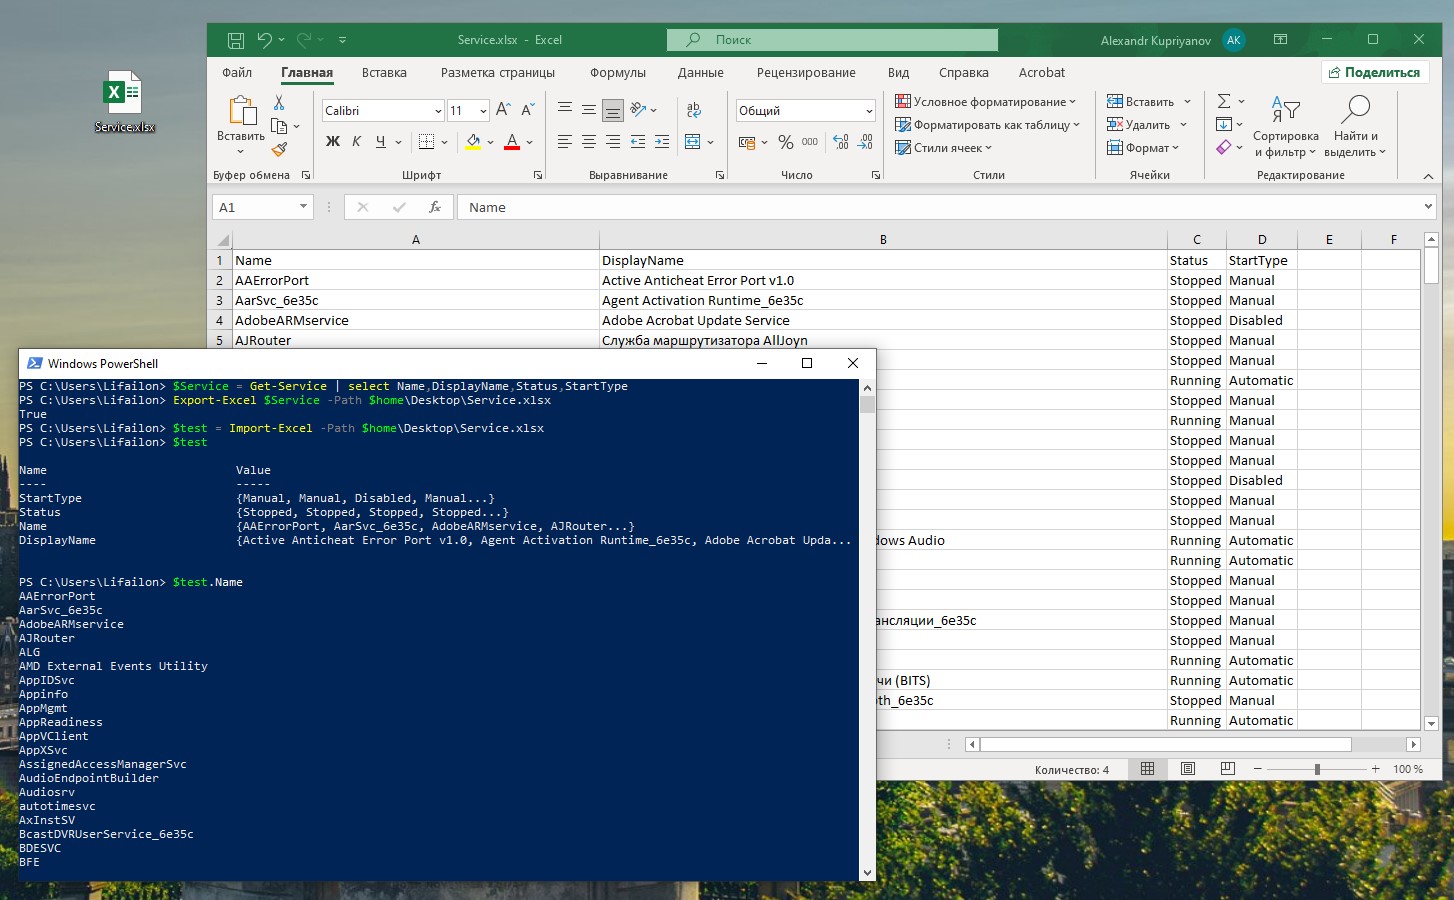 Service.xlsx
Service.xlsx - Excel
Поиск
Alexandr Kupriyanov
AK
Файл
Главная
Вставка
Разметка страницы
Формулы
Данные
Рецензирование
Вид
Справка
Acrobat
Поделиться
Вставить
Буфер обмена
Calibri
11
Ж К Ч
Шрифт
Выравнивание
Общий
% 000
Число
Условное форматирование
Форматировать как таблицу
Стили ячеек
Стили
Вставить
Удалить
Формат
Ячейки
Сортировка и фильтр
Найти и выделить
Редактирование
A1
fx
Name
A B C D E F
1 Name DisplayName Status StartType
2 AAErrorPort Active Anticheat Error Port v1.0 Stopped Manual
3 AarSvc_6e35c Agent Activation Runtime_6e35c Stopped Manual
4 AdobeARMservice Adobe Acrobat Update Service Stopped Disabled
5 AJRouter Служба маршрутизатора AllJoyn Stopped Manual
Stopped Manual
Running Automatic
Stopped Manual
Running Manual
Stopped Manual
Stopped Manual
Stopped Disabled
Stopped Manual
Stopped Manual
dows Audio Running Automatic
Running Automatic
Stopped Manual
Stopped Manual
ансляции_6e35c Stopped Manual
Stopped Manual
Running Automatic
чи (BITS) Running Automatic
oth_6e35c Stopped Manual
Running Automatic
Количество: 4
100 %
Windows PowerShell
PS C:\Users\Lifailon> $Service = Get-Service | select Name,DisplayName,Status,StartType
PS C:\Users\Lifailon> Export-Excel $Service -Path $home\Desktop\Service.xlsx
True
PS C:\Users\Lifailon> $test = Import-Excel -Path $home\Desktop\Service.xlsx
PS C:\Users\Lifailon> $test
Name Value
---- -----
StartType {Manual, Manual, Disabled, Manual...}
Status {Stopped, Stopped, Stopped, Stopped...}
Name {AAErrorPort, AarSvc_6e35c, AdobeARMservice, AJRouter...}
DisplayName {Active Anticheat Error Port v1.0, Agent Activation Runtime_6e35c, Adobe Acrobat Upda...
PS C:\Users\Lifailon> $test.Name
AAErrorPort
AarSvc_6e35c
AdobeARMservice
AJRouter
ALG
AMD External Events Utility
AppIDSvc
Appinfo
AppMgmt
AppReadiness
AppVClient
AppXSvc
AssignedAccessManagerSvc
AudioEndpointBuilder
Audiosrv
autotimesvc
AxInstSV
BcastDVRUserService_6e35c
BDESVC
BFE